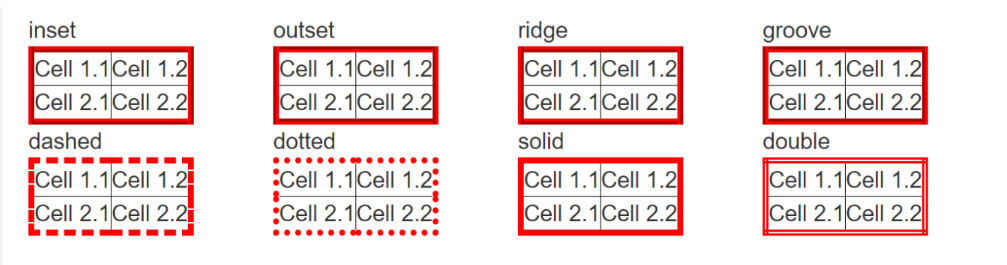 inset outset ridge groove
Cell 1.1 Cell 1.2 Cell 1.1 Cell 1.2 Cell 1.1 Cell 1.2 Cell 1.1 Cell 1.2
Cell 2.1 Cell 2.2 Cell 2.1 Cell 2.2 Cell 2.1 Cell 2.2 Cell 2.1 Cell 2.2
dashed dotted solid double
Cell 1.1 Cell 1.2 Cell 1.1 Cell 1.2 Cell 1.1 Cell 1.2 Cell 1.1 Cell 1.2
Cell 2.1 Cell 2.2 Cell 2.1 Cell 2.2 Cell 2.1 Cell 2.2 Cell 2.1 Cell 2.2